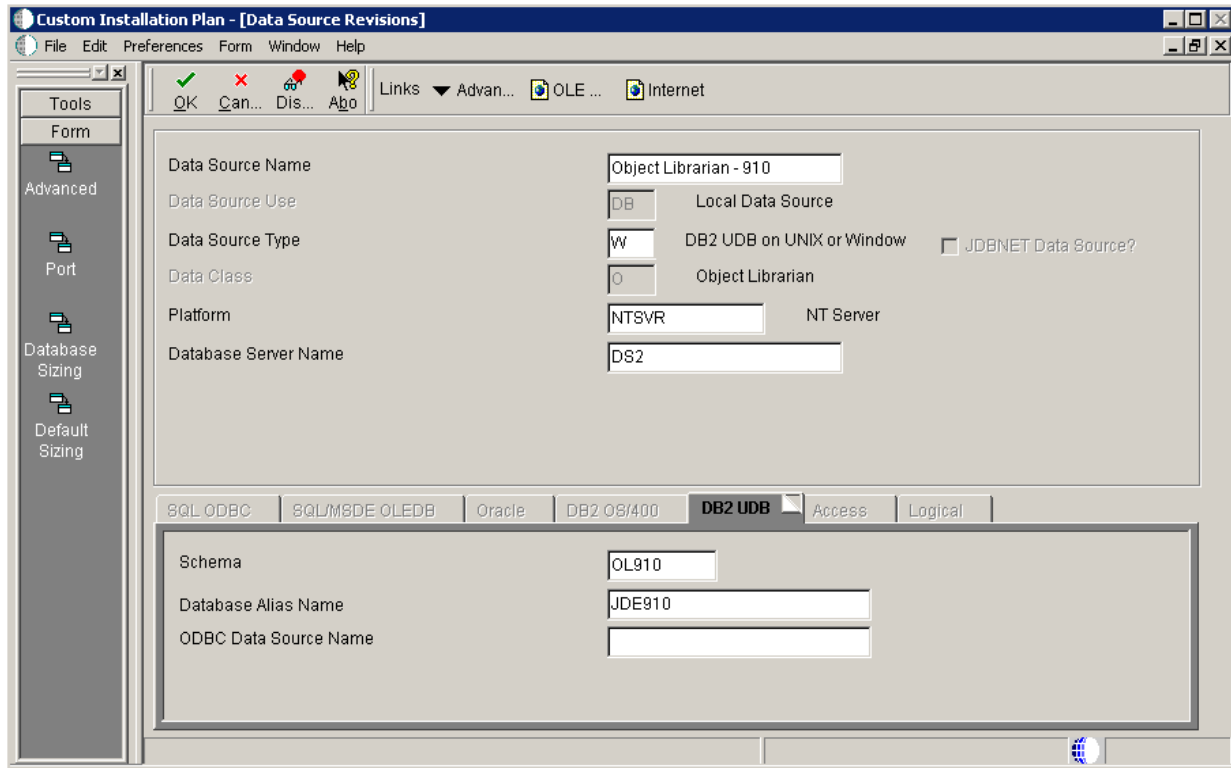 Custom Installation Plan - [Data Source Revisions]
File Edit Preferences Form Window Help
Tools
Form
Advanced
Port
Database
Sizing
Default
Sizing
OK Can... Dis... Abo Links Advan... OLE ... Internet
Data Source Name Object Librarian - 910
Data Source Use DB Local Data Source
Data Source Type W DB2 UDB on UNIX or Window JDBNET Data Source?
Data Class O Object Librarian
Platform NTSVR NT Server
Database Server Name DS2
SQL ODBC SQL/MSDE OLEDB Oracle DB2 OS/400 DB2 UDB Access Logical
Schema OL910
Database Alias Name JDE910
ODBC Data Source Name